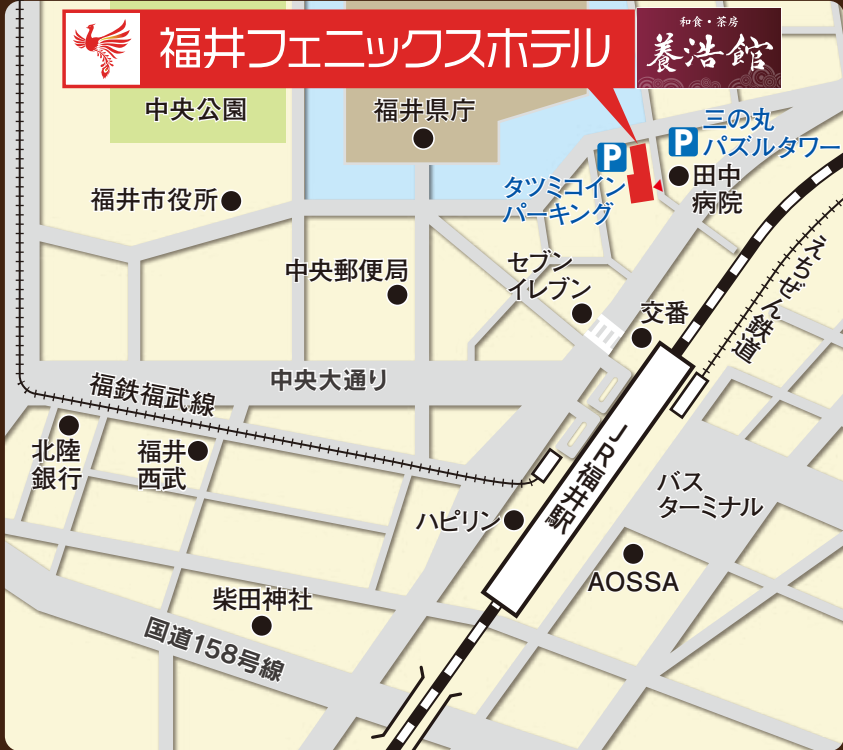 福井フェニックスホテル
和食・茶房
養浩館
中央公園
福井県庁
P
三の丸
パズルタワー
P
タツミコイン
パーキング
田中
病院
福井市役所
中央郵便局
セブン
イレブン
交番
えちぜん鉄道
中央大通り
福鉄福武線
北陸
銀行
福井
西武
JR福井駅
バス
ターミナル
ハピリン
AOSSA
柴田神社
国道158号線